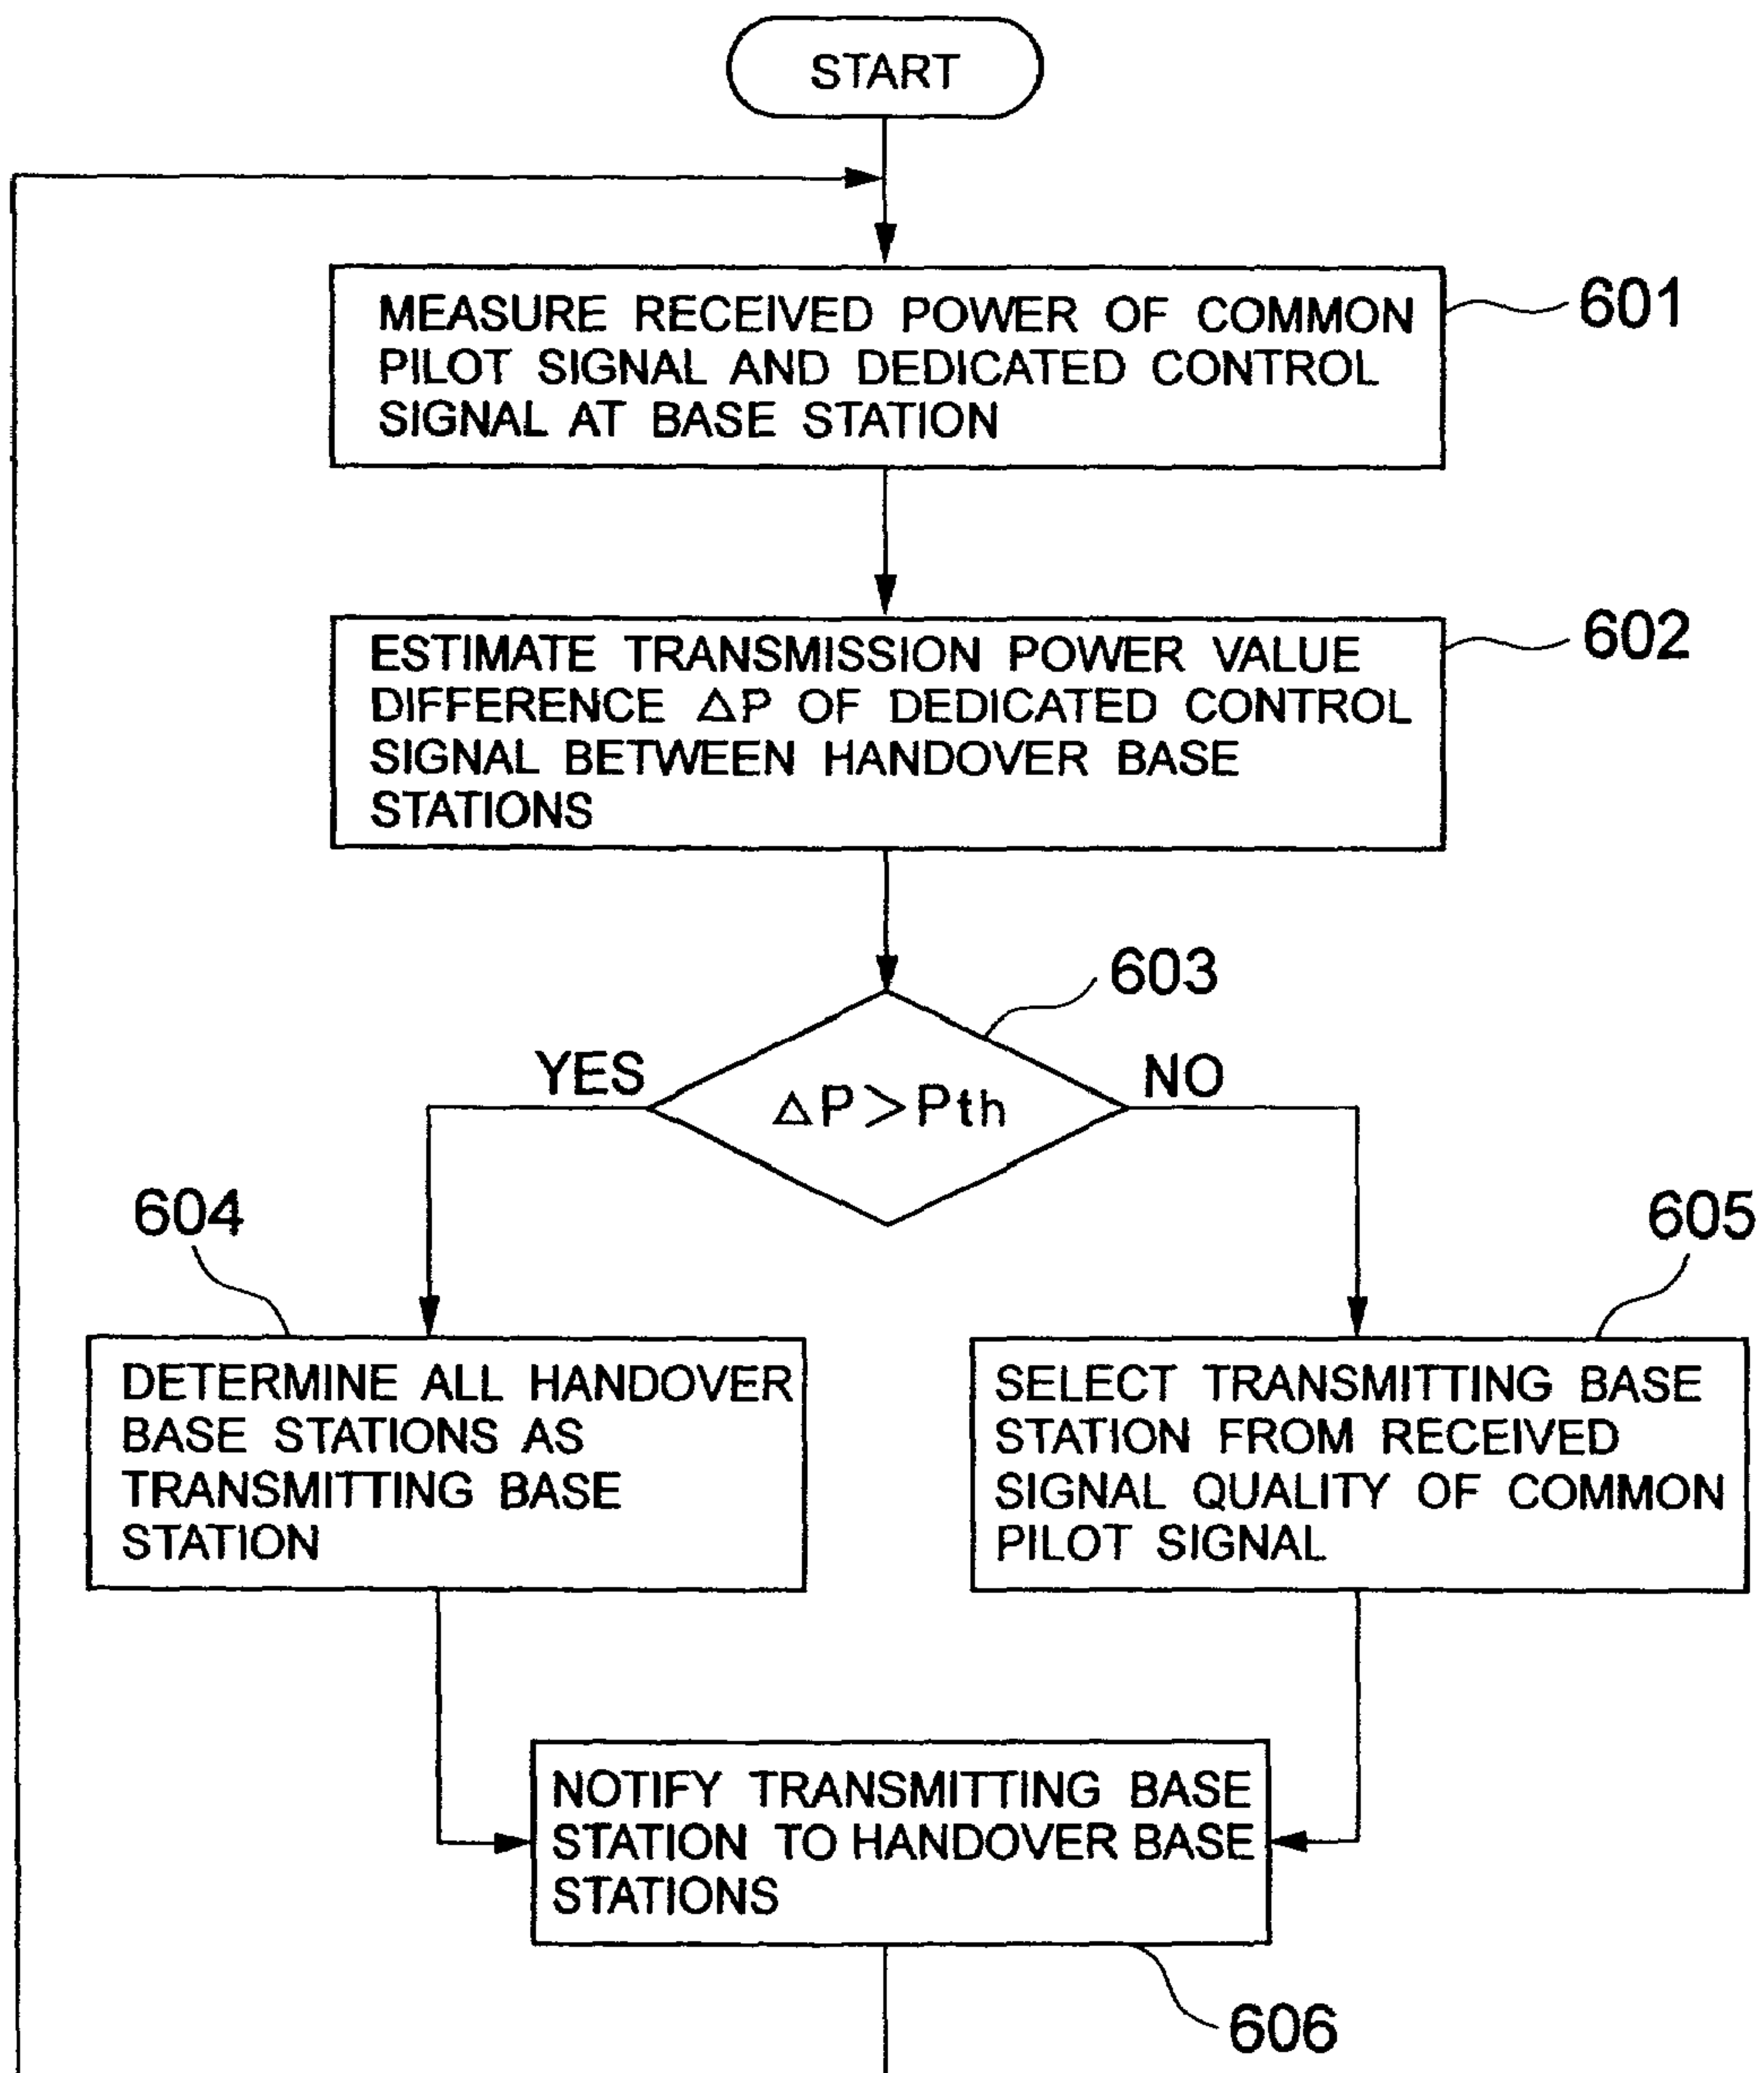 START
MEASURE RECEIVED POWER OF COMMON
PILOT SIGNAL AND DEDICATED CONTROL
SIGNAL AT BASE STATION
601
ESTIMATE TRANSMISSION POWER VALUE
DIFFERENCE △P OF DEDICATED CONTROL
SIGNAL BETWEEN HANDOVER BASE
STATIONS
602
603
YES
△P>Pth
NO
604
605
DETERMINE ALL HANDOVER
BASE STATIONS AS
TRANSMITTING BASE
STATION
SELECT TRANSMITTING BASE
STATION FROM RECEIVED
SIGNAL QUALITY OF COMMON
PILOT SIGNAL
NOTIFY TRANSMITTING BASE
STATION TO HANDOVER BASE
STATIONS
606